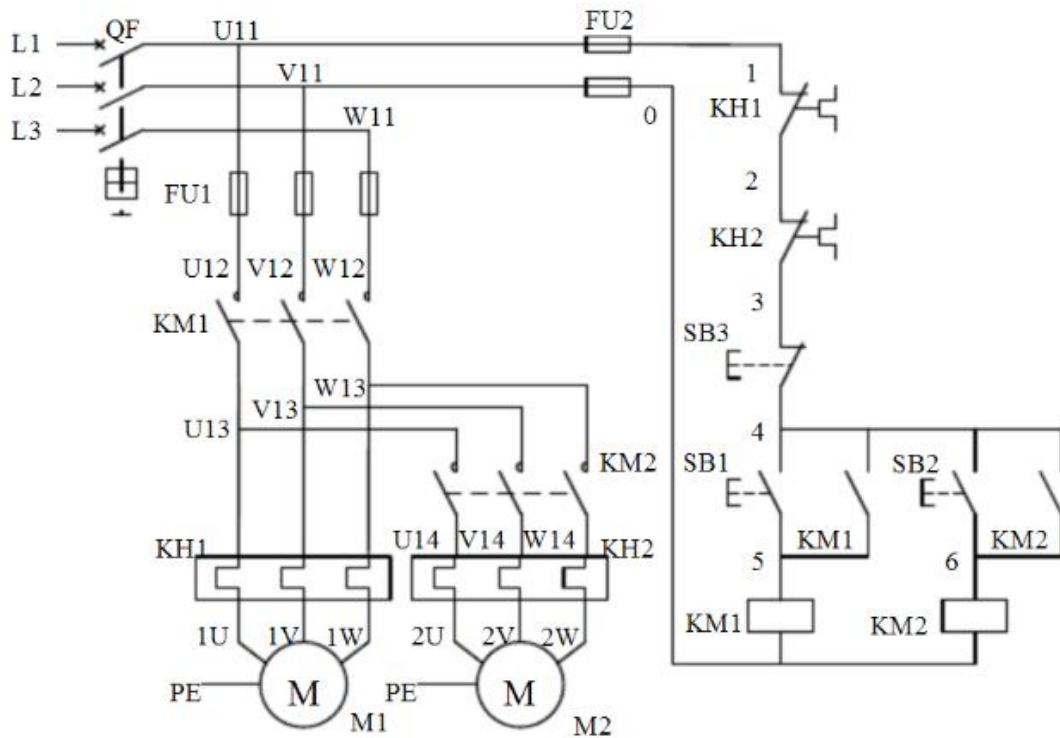 QF U11 FU2
L1
1
L2 V11
KH1
0
L3 W11
FU1
2
KH2
U12 V12 W12
3
KM1
SB3
W13
V13
U13
4
KM2 SB1 SB2
U14 V14 W14
KH1 KH2
5 KM1 6 KM2
1U 1V 1W 2U 2V 2W
KM1 KM2
PE M PE M
M1 M2